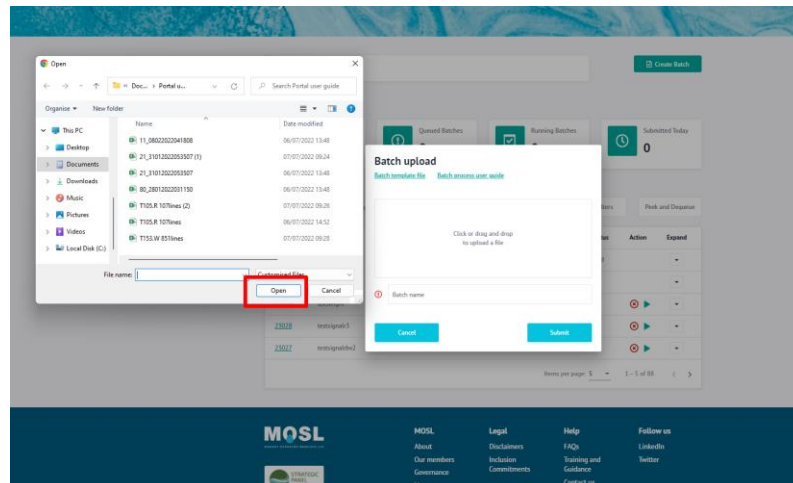 Open
Doc... › Portal u...
Search Portal user guide
Organise
New folder
Name
Date modified
This PC
Desktop
Documents
Downloads
Music
Pictures
Videos
Local Disk (C:)
11_08022022041808
06/07/2022 13:48
21_31012022053507 (1)
07/07/2022 09:24
21_31012022053507
06/07/2022 13:48
80_28012022031150
06/07/2022 13:48
T105.R 107lines (2)
07/07/2022 09:26
T105.R 107lines
06/07/2022 14:52
T153.W 851lines
07/07/2022 09:28
File name:
Customised Files
Open
Cancel
Create Batch
Queued Batches
Running Batches
Submitted Today
0
Batch upload
Batch template file
Batch process user guide
Click or drag and drop
to upload a file
Batch name
Cancel
Submit
Peek and Dequeue
Action
Expand
23028
23027
Items per page: 5
1 – 5 of 88
MOSL
MOSL
About
Our members
Governance
Legal
Disclaimers
Inclusion
Commitments
Help
FAQs
Training and
Guidance
Contact us
Follow us
LinkedIn
Twitter
STRATEGIC
PANEL